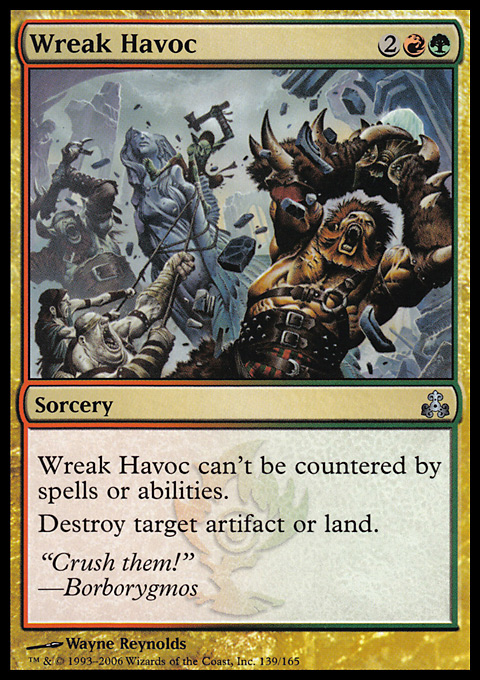 Wreak Havoc 2
Sorcery
Wreak Havoc can't be countered by
spells or abilities.
Destroy target artifact or land.
"Crush them!"
—Borborygmos
Wayne Reynolds
™ & © 1993–2006 Wizards of the Coast, Inc. 139/165